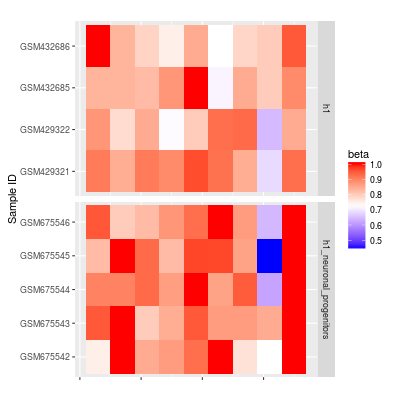 GSM432686
GSM432685
GSM429322
GSM429321
h1
GSM675546
GSM675545
GSM675544
GSM675543
GSM675542
h1_neuronal_progenitors
Sample ID
beta
1.0
0.9
0.8
0.7
0.6
0.5